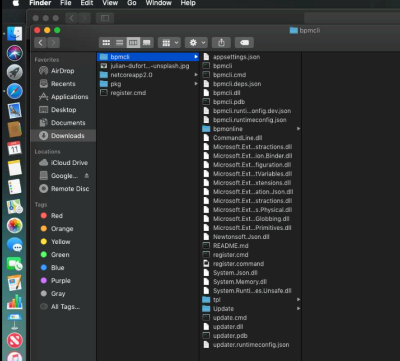 Finder File Edit View Go Window Help
bpmcli
Favorites
AirDrop
Recents
Applications
Desktop
Documents
Downloads
Locations
iCloud Drive
Google...
Remote Disc
Tags
Red
Orange
Yellow
Green
Blue
Purple
Gray
All Tags...
bpmcli
julian-dufort...-unsplash.jpg
netcoreapp2.0
pkg
register.cmd
appsettings.json
bpmcli
bpmcli.cmd
bpmcli.deps.json
bpmcli.dll
bpmcli.pdb
bpmcli.runti...onfig.dev.json
bpmcli.runtimeconfig.json
bpmonline
CommandLine.dll
Microsoft.Ext...stractions.dll
Microsoft.Ext...ion.Binder.dll
Microsoft.Ext...figuration.dll
Microsoft.Ext...tVariables.dll
Microsoft.Ext...xtensions.dll
Microsoft.Ext...ation.Json.dll
Microsoft.Ext...stractions.dll
Microsoft.Ext...s.Physical.dll
Microsoft.Ext...Globbing.dll
Microsoft.Ext...Primitives.dll
Newtonsoft.Json.dll
README.md
register.cmd
register.command
System.Json.dll
System.Memory.dll
System.Runti...es.Unsafe.dll
tpl
Update
update.cmd
updater.dll
updater.pdb
updater.runtimeconfig.json